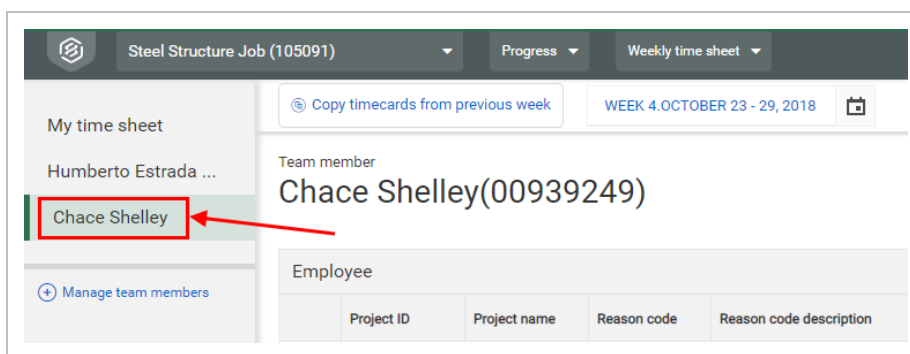 Steel Structure Job (105091)
Progress
Weekly time sheet
My time sheet
Humberto Estrada ...
Chace Shelley
Manage team members
Copy timecards from previous week
WEEK 4.OCTOBER 23 - 29, 2018
Team member
Chace Shelley(00939249)
Employee
Project ID Project name Reason code Reason code description